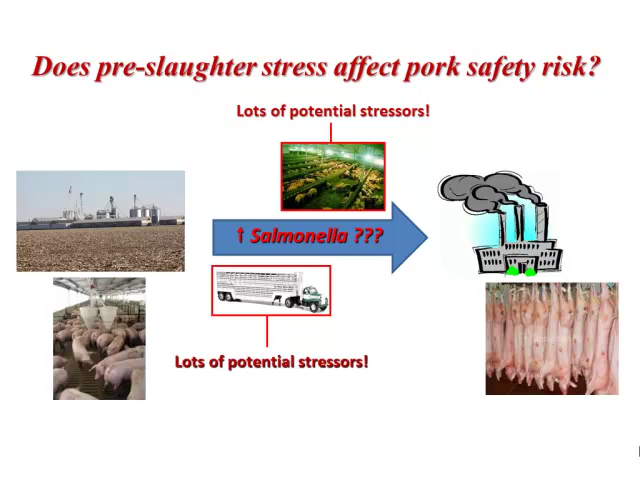 Does pre-slaughter stress affect pork safety risk?
Lots of potential stressors!
↑ Salmonella ???
Lots of potential stressors!